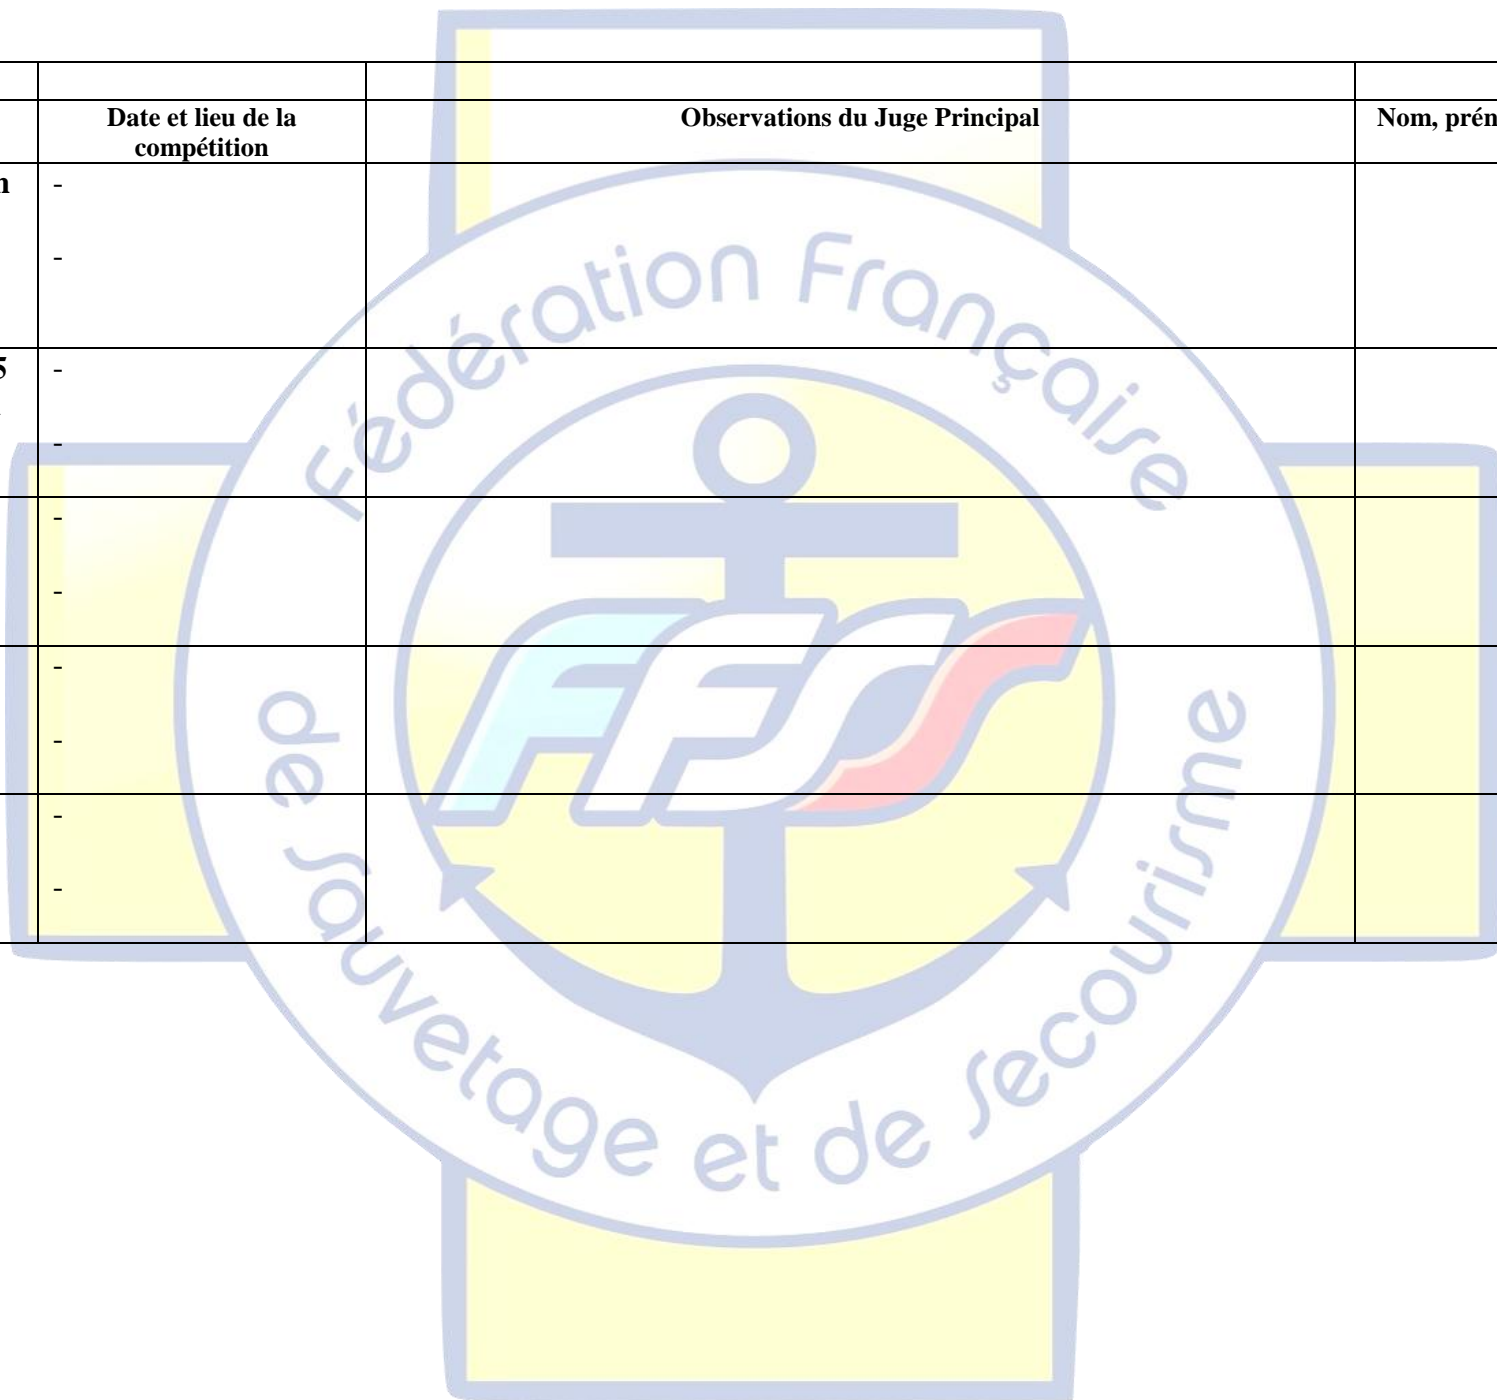 Date et lieu de la
compétition
Observations du Juge Principal
Nom, prén
-
-
5
-
-
-
-
-
-
-
-
Fédération Française
de Sauvetage et de Secourisme
FFSS